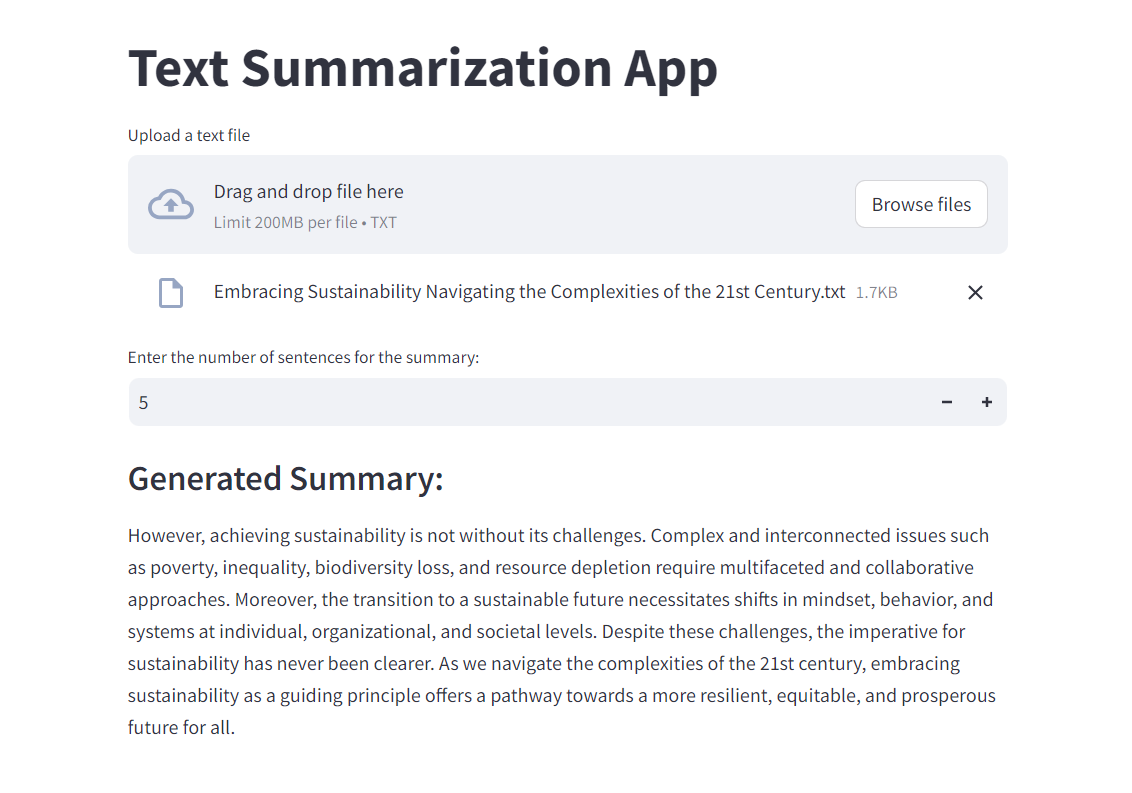 Text Summarization App
Upload a text file
Drag and drop file here
Limit 200MB per file • TXT
Browse files
Embracing Sustainability Navigating the Complexities of the 21st Century.txt 1.7KB
Enter the number of sentences for the summary:
5
Generated Summary:
However, achieving sustainability is not without its challenges. Complex and interconnected issues such
as poverty, inequality, biodiversity loss, and resource depletion require multifaceted and collaborative
approaches. Moreover, the transition to a sustainable future necessitates shifts in mindset, behavior, and
systems at individual, organizational, and societal levels. Despite these challenges, the imperative for
sustainability has never been clearer. As we navigate the complexities of the 21st century, embracing
sustainability as a guiding principle offers a pathway towards a more resilient, equitable, and prosperous
future for all.